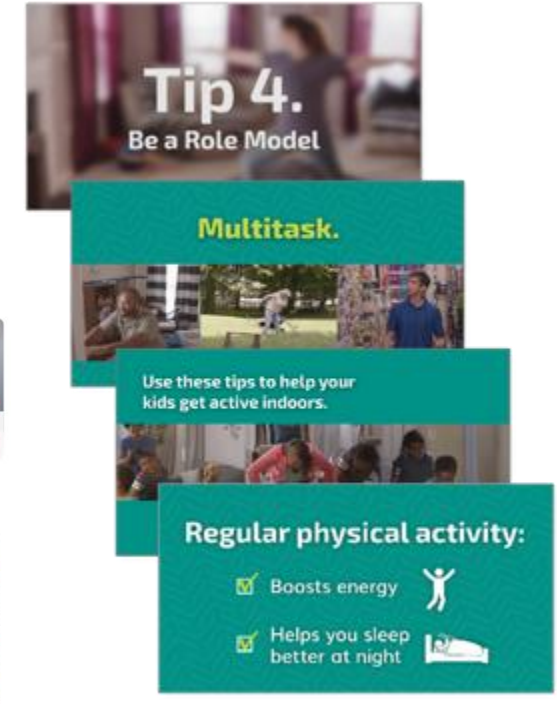 Tip 4.
Be a Role Model
Multitask.
Use these tips to help your
kids get active indoors.
Regular physical activity:
Boosts energy
Helps you sleep
better at night